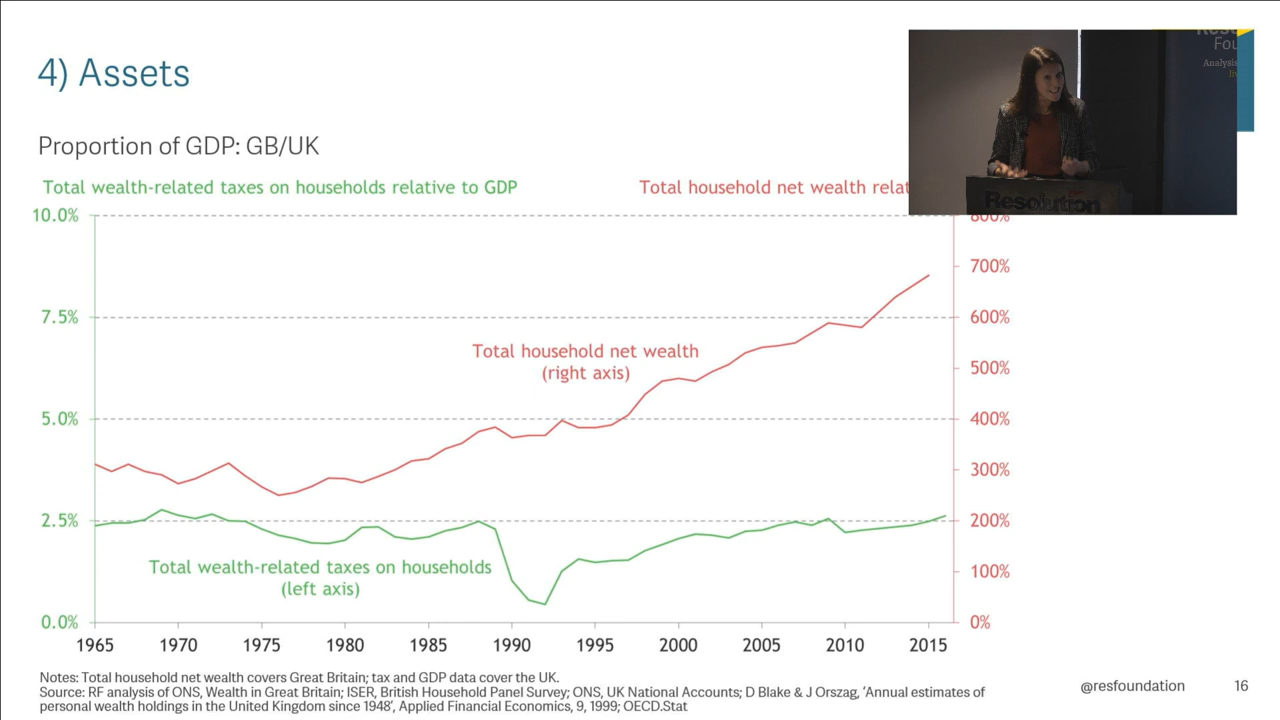 4) Assets
Proportion of GDP: GB/UK
Fou
Analysis
Resolution
Total wealth-related taxes on households relative to GDP
Total household net wealth relat
10.0%
7.5%
5.0%
2.5%
0.0%
800%
700%
600%
500%
400%
300%
200%
100%
0%
Total household net wealth
(right axis)
Total wealth-related taxes on households
(left axis)
1965 1970 1975 1980 1985 1990 1995 2000 2005 2010 2015
Notes: Total household net wealth covers Great Britain; tax and GDP data cover the UK.
Source: RF analysis of ONS, Wealth in Great Britain; ISER, British Household Panel Survey; ONS, UK National Accounts; D Blake & J Orszag, 'Annual estimates of
personal wealth holdings in the United Kingdom since 1948', Applied Financial Economics, 9, 1999; OECD.Stat
@resfoundation 16